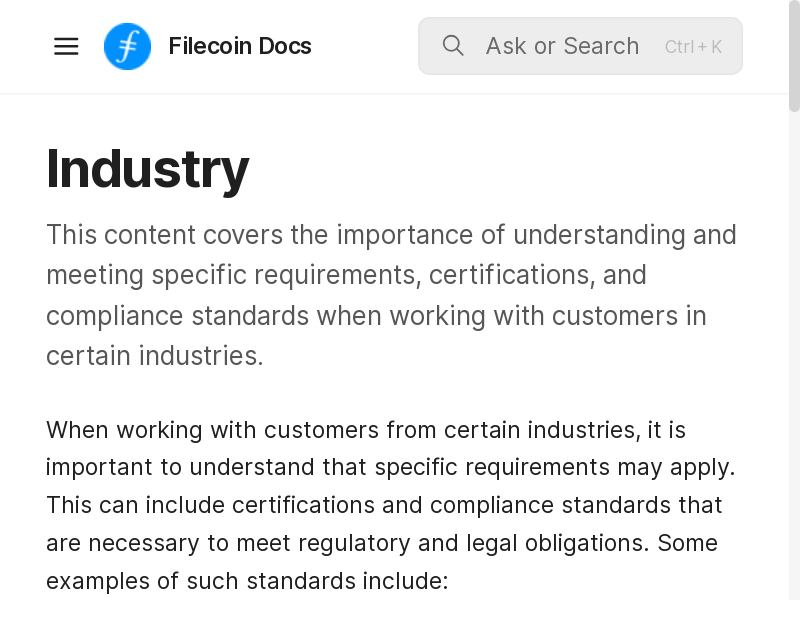 Filecoin Docs
Ask or Search
Ctrl + K
Industry
This content covers the importance of understanding and
meeting specific requirements, certifications, and
compliance standards when working with customers in
certain industries.
When working with customers from certain industries, it is
important to understand that specific requirements may apply.
This can include certifications and compliance standards that
are necessary to meet regulatory and legal obligations. Some
examples of such standards include: